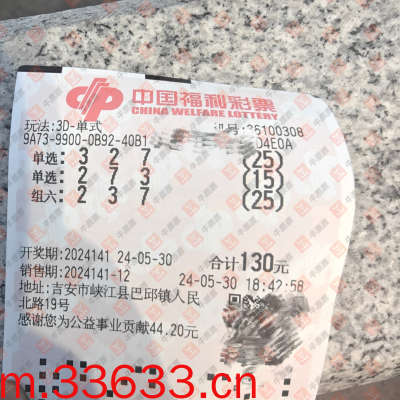 中国福利彩票
CHINA WELFARE LOTTERY
玩法:3D-单式 机号:36100308
9A73-9900-0B92-40B1 D4E0A
单选: 3 2 7 (25)
单选: 2 7 3 (15)
组六: 2 3 7 (25)
开奖期:2024141 24-05-30 合计130元
销售期:2024141-12 24-05-30 18:42:58
地址:吉安市峡江县巴邱镇人民
北路19号
感谢您为公益事业贡献44.20元
m.33633.cn